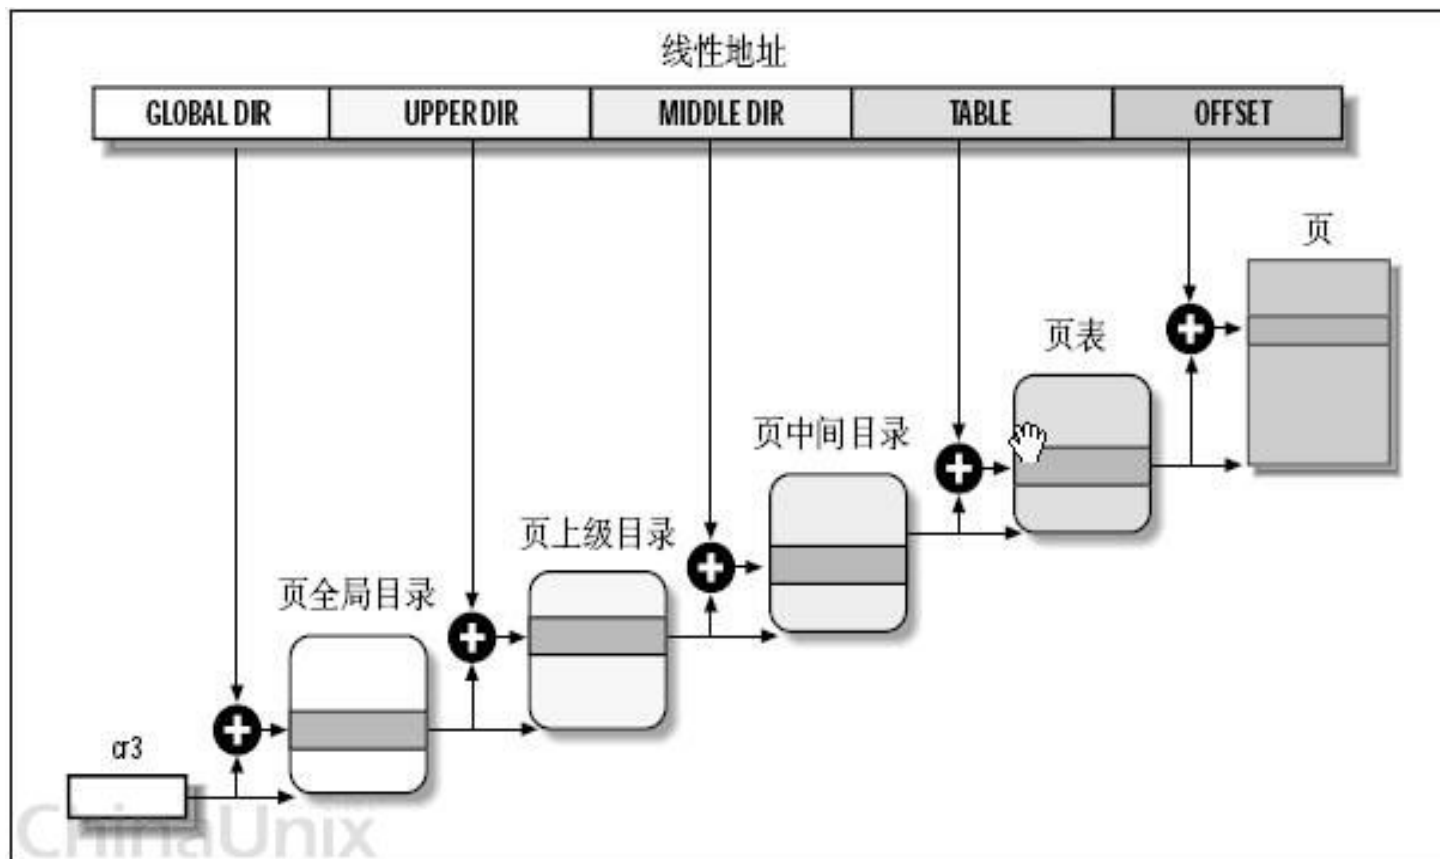 线性地址
GLOBAL DIR
UPPER DIR
MIDDLE DIR
TABLE
OFFSET
页
页表
页中间目录
页上级目录
页全局目录
cr3
ChinaUnix